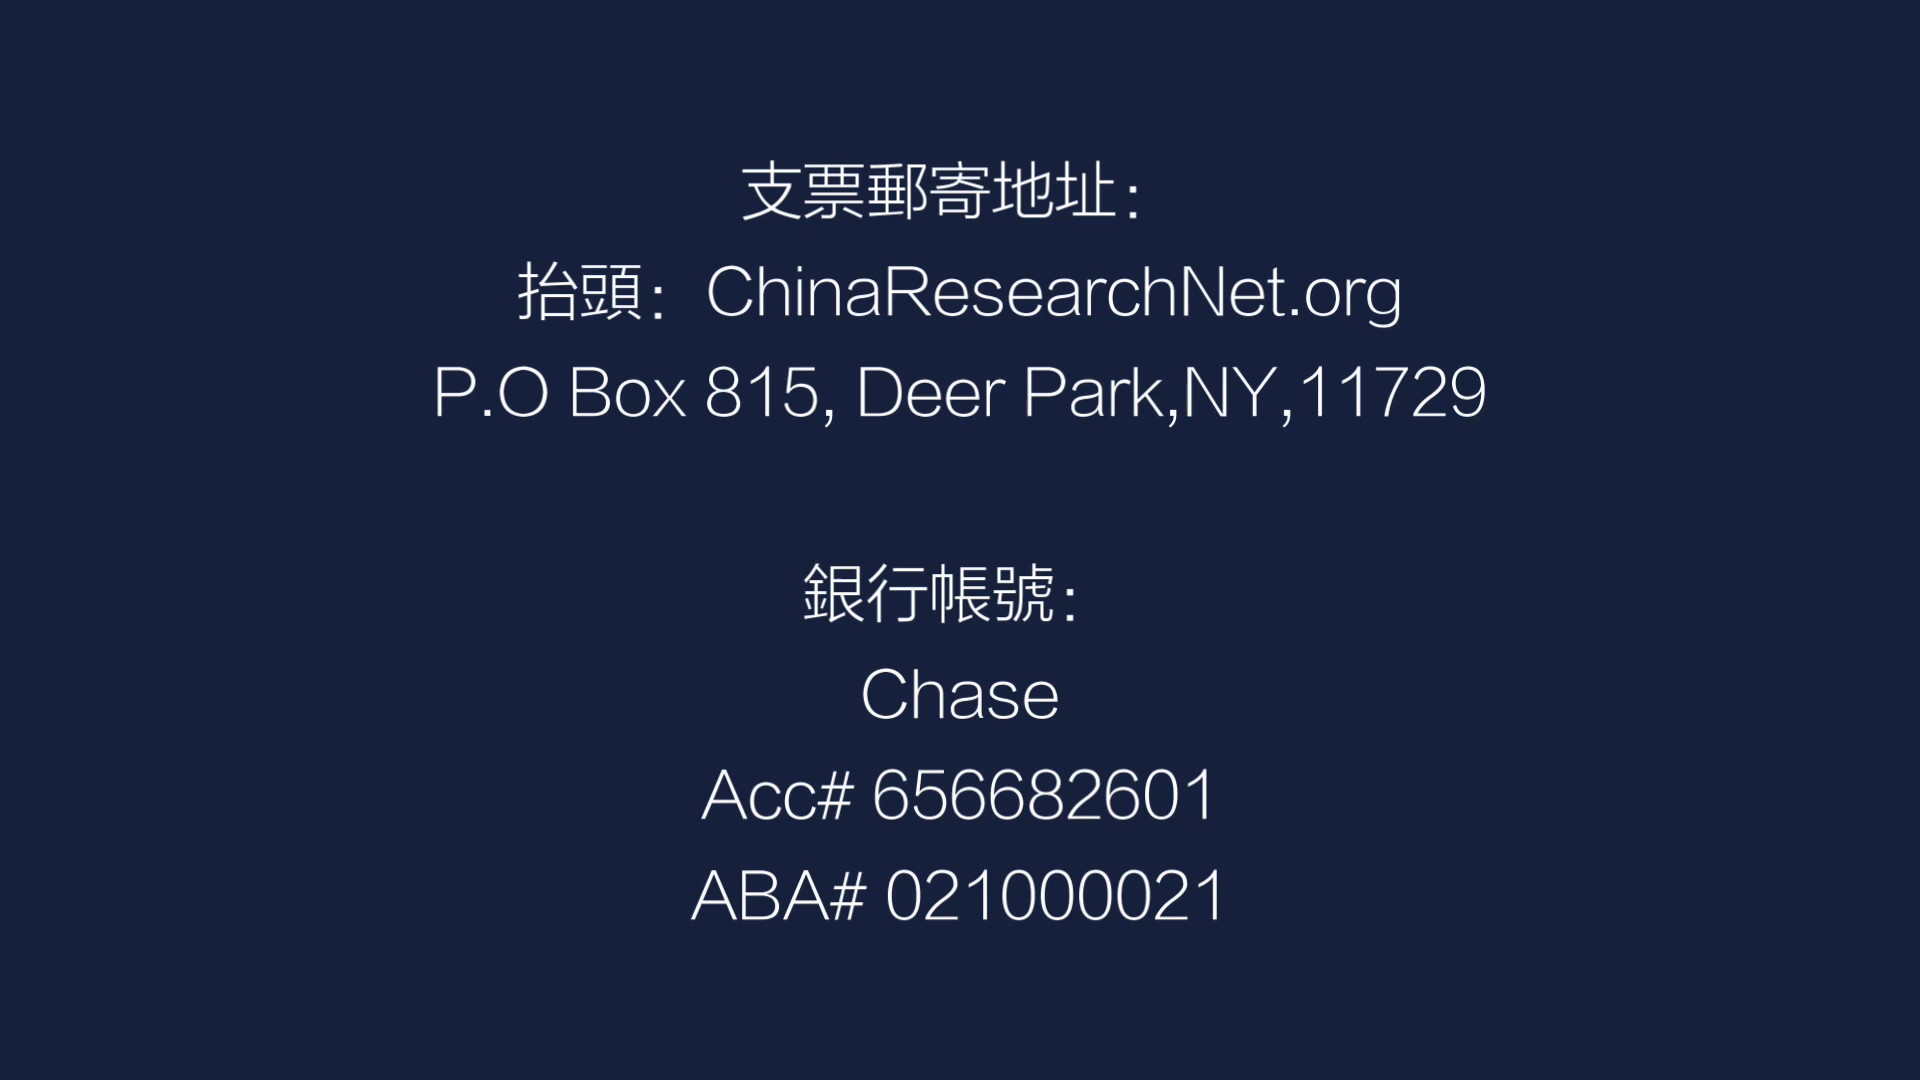 支票郵寄地址：
抬頭：ChinaResearchNet.org
P.O Box 815, Deer Park,NY,11729
銀行帳號：
Chase
Acc# 656682601
ABA# 021000021